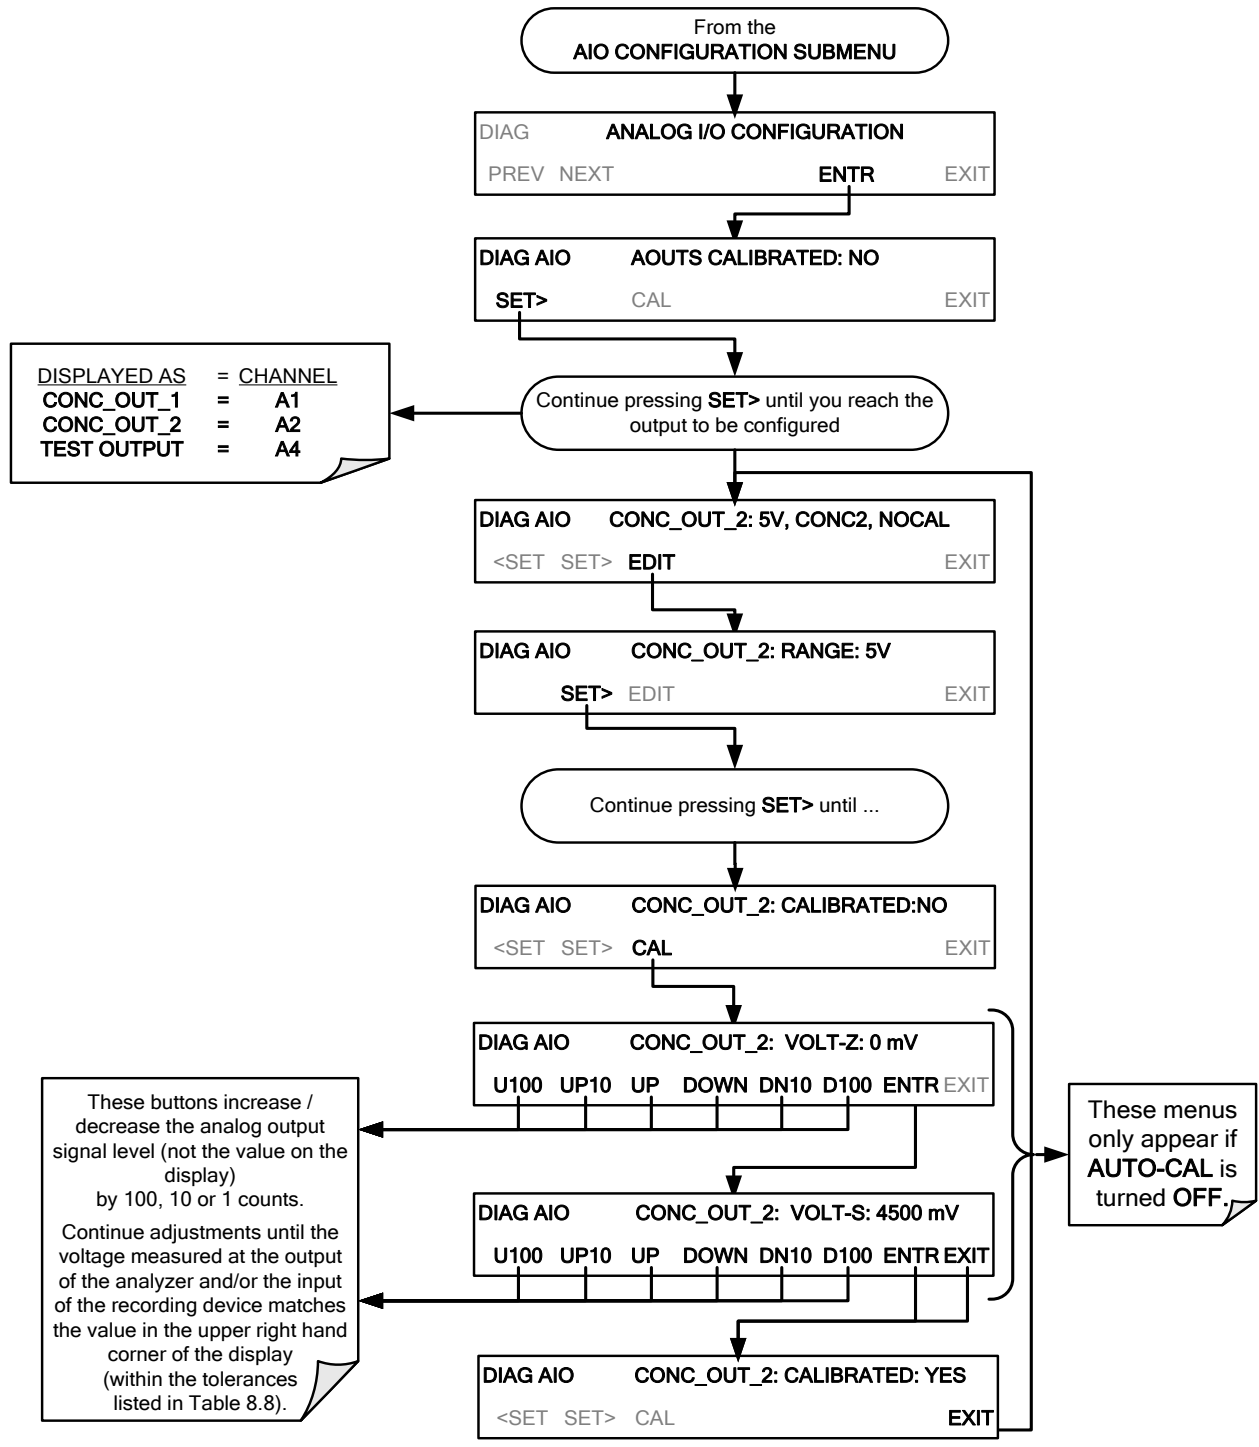 From the
AIO CONFIGURATION SUBMENU
DIAG ANALOG I/O CONFIGURATION
PREV NEXT ENTR EXIT
DIAG AIO AOUTS CALIBRATED: NO
SET> CAL EXIT
DISPLAYED AS = CHANNEL
CONC_OUT_1 = A1
CONC_OUT_2 = A2
TEST OUTPUT = A4
Continue pressing SET> until you reach the
output to be configured
DIAG AIO CONC_OUT_2: 5V, CONC2, NOCAL
<SET SET> EDIT EXIT
DIAG AIO CONC_OUT_2: RANGE: 5V
SET> EDIT EXIT
Continue pressing SET> until ...
DIAG AIO CONC_OUT_2: CALIBRATED:NO
<SET SET> CAL EXIT
DIAG AIO CONC_OUT_2: VOLT-Z: 0 mV
U100 UP10 UP DOWN DN10 D100 ENTR EXIT
These buttons increase /
decrease the analog output
signal level (not the value on the
display)
by 100, 10 or 1 counts.
Continue adjustments until the
voltage measured at the output
of the analyzer and/or the input
of the recording device matches
the value in the upper right hand
corner of the display
(within the tolerances
listed in Table 8.8).
These menus
only appear if
AUTO-CAL is
turned OFF.
DIAG AIO CONC_OUT_2: VOLT-S: 4500 mV
U100 UP10 UP DOWN DN10 D100 ENTR EXIT
DIAG AIO CONC_OUT_2: CALIBRATED: YES
<SET SET> CAL EXIT